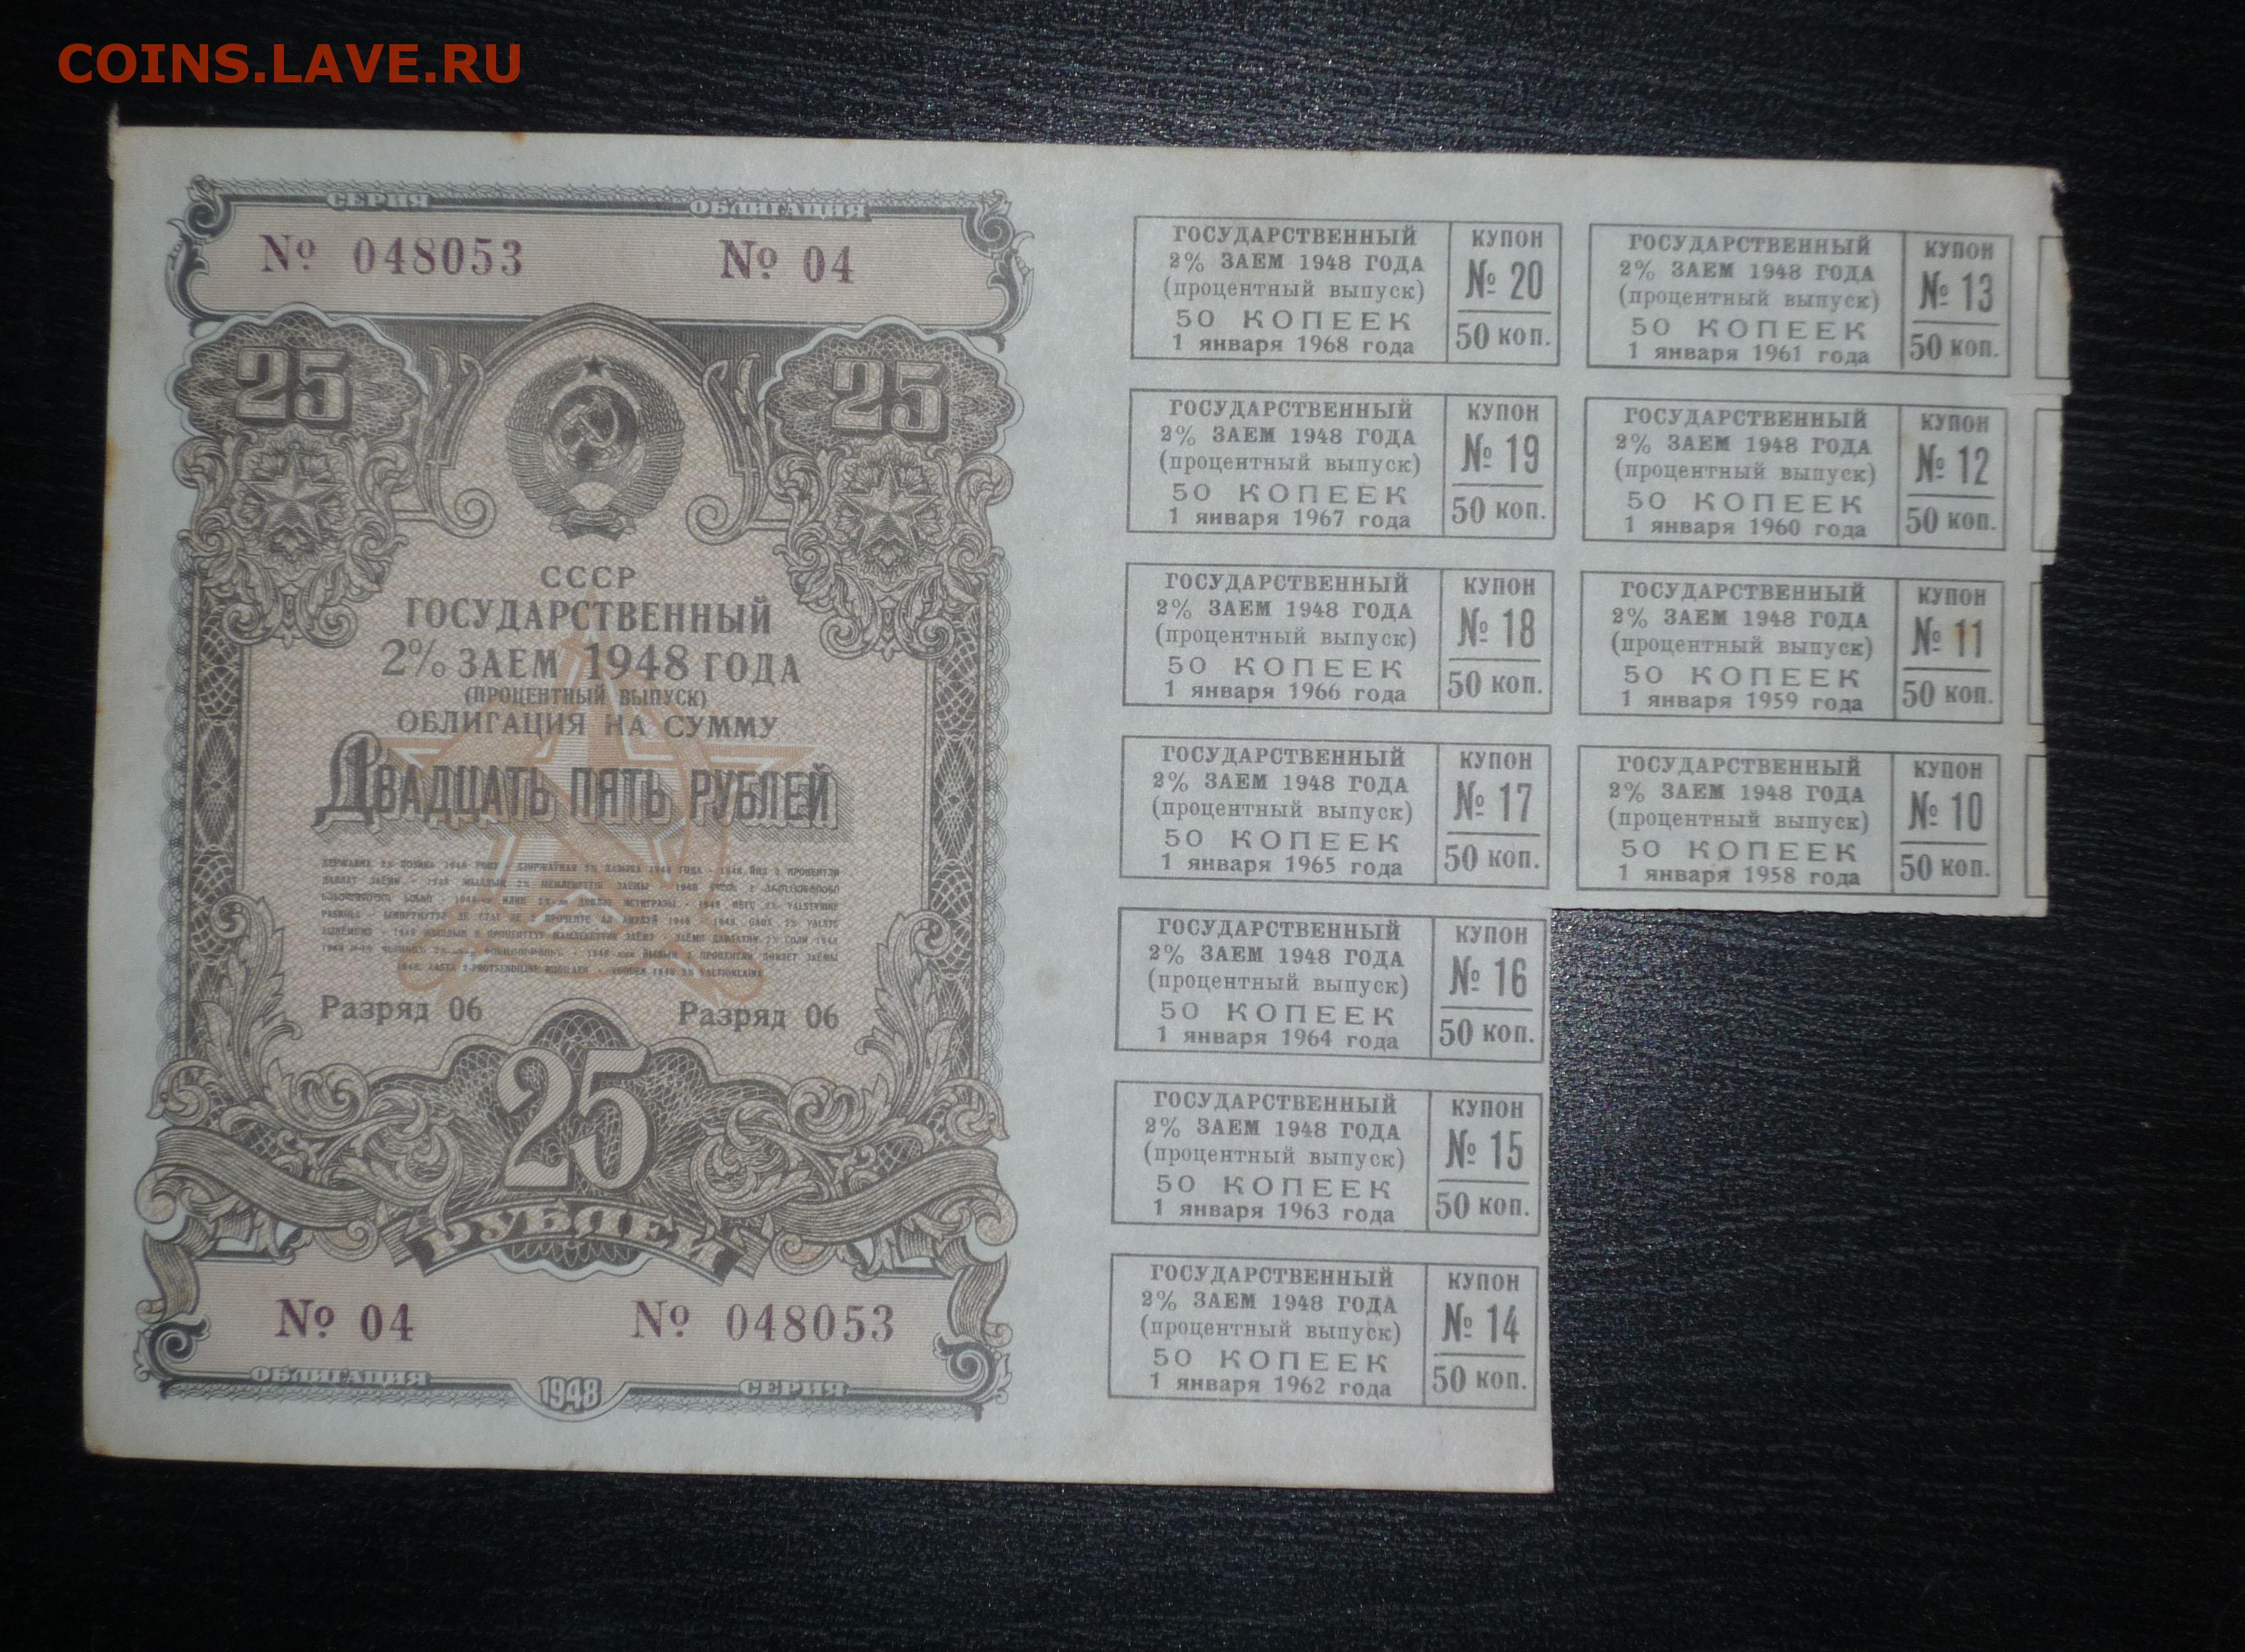 COINS.LAVE.RU
СЕРИЯ ОБЛИГАЦИЯ
№ 048053 № 04
25 25
СССР
ГОСУДАРСТВЕННЫЙ
2% ЗАЕМ 1948 ГОДА
(ПРОЦЕНТНЫЙ ВЫПУСК)
ОБЛИГАЦИЯ НА СУММУ
ДВАДЦАТЬ ПЯТЬ РУБЛЕЙ
Разряд 06 Разряд 06
25
РУБЛЕЙ
№ 04 № 048053
ОБЛИГАЦИЯ 1948 СЕРИЯ
ГОСУДАРСТВЕННЫЙ
2% ЗАЕМ 1948 ГОДА
(процентный выпуск)
50 КОПЕЕК
1 января 1968 года
КУПОН
№ 20
50 коп.
ГОСУДАРСТВЕННЫЙ
2% ЗАЕМ 1948 ГОДА
(процентный выпуск)
50 КОПЕЕК
1 января 1961 года
КУПОН
№ 13
50 коп.
ГОСУДАРСТВЕННЫЙ
2% ЗАЕМ 1948 ГОДА
(процентный выпуск)
50 КОПЕЕК
1 января 1967 года
КУПОН
№ 19
50 коп.
ГОСУДАРСТВЕННЫЙ
2% ЗАЕМ 1948 ГОДА
(процентный выпуск)
50 КОПЕЕК
1 января 1960 года
КУПОН
№ 12
50 коп.
ГОСУДАРСТВЕННЫЙ
2% ЗАЕМ 1948 ГОДА
(процентный выпуск)
50 КОПЕЕК
1 января 1966 года
КУПОН
№ 18
50 коп.
ГОСУДАРСТВЕННЫЙ
2% ЗАЕМ 1948 ГОДА
(процентный выпуск)
50 КОПЕЕК
1 января 1959 года
КУПОН
№ 11
50 коп.
ГОСУДАРСТВЕННЫЙ
2% ЗАЕМ 1948 ГОДА
(процентный выпуск)
50 КОПЕЕК
1 января 1965 года
КУПОН
№ 17
50 коп.
ГОСУДАРСТВЕННЫЙ
2% ЗАЕМ 1948 ГОДА
(процентный выпуск)
50 КОПЕЕК
1 января 1958 года
КУПОН
№ 10
50 коп.
ГОСУДАРСТВЕННЫЙ
2% ЗАЕМ 1948 ГОДА
(процентный выпуск)
50 КОПЕЕК
1 января 1964 года
КУПОН
№ 16
50 коп.
ГОСУДАРСТВЕННЫЙ
2% ЗАЕМ 1948 ГОДА
(процентный выпуск)
50 КОПЕЕК
1 января 1963 года
КУПОН
№ 15
50 коп.
ГОСУДАРСТВЕННЫЙ
2% ЗАЕМ 1948 ГОДА
(процентный выпуск)
50 КОПЕЕК
1 января 1962 года
КУПОН
№ 14
50 коп.